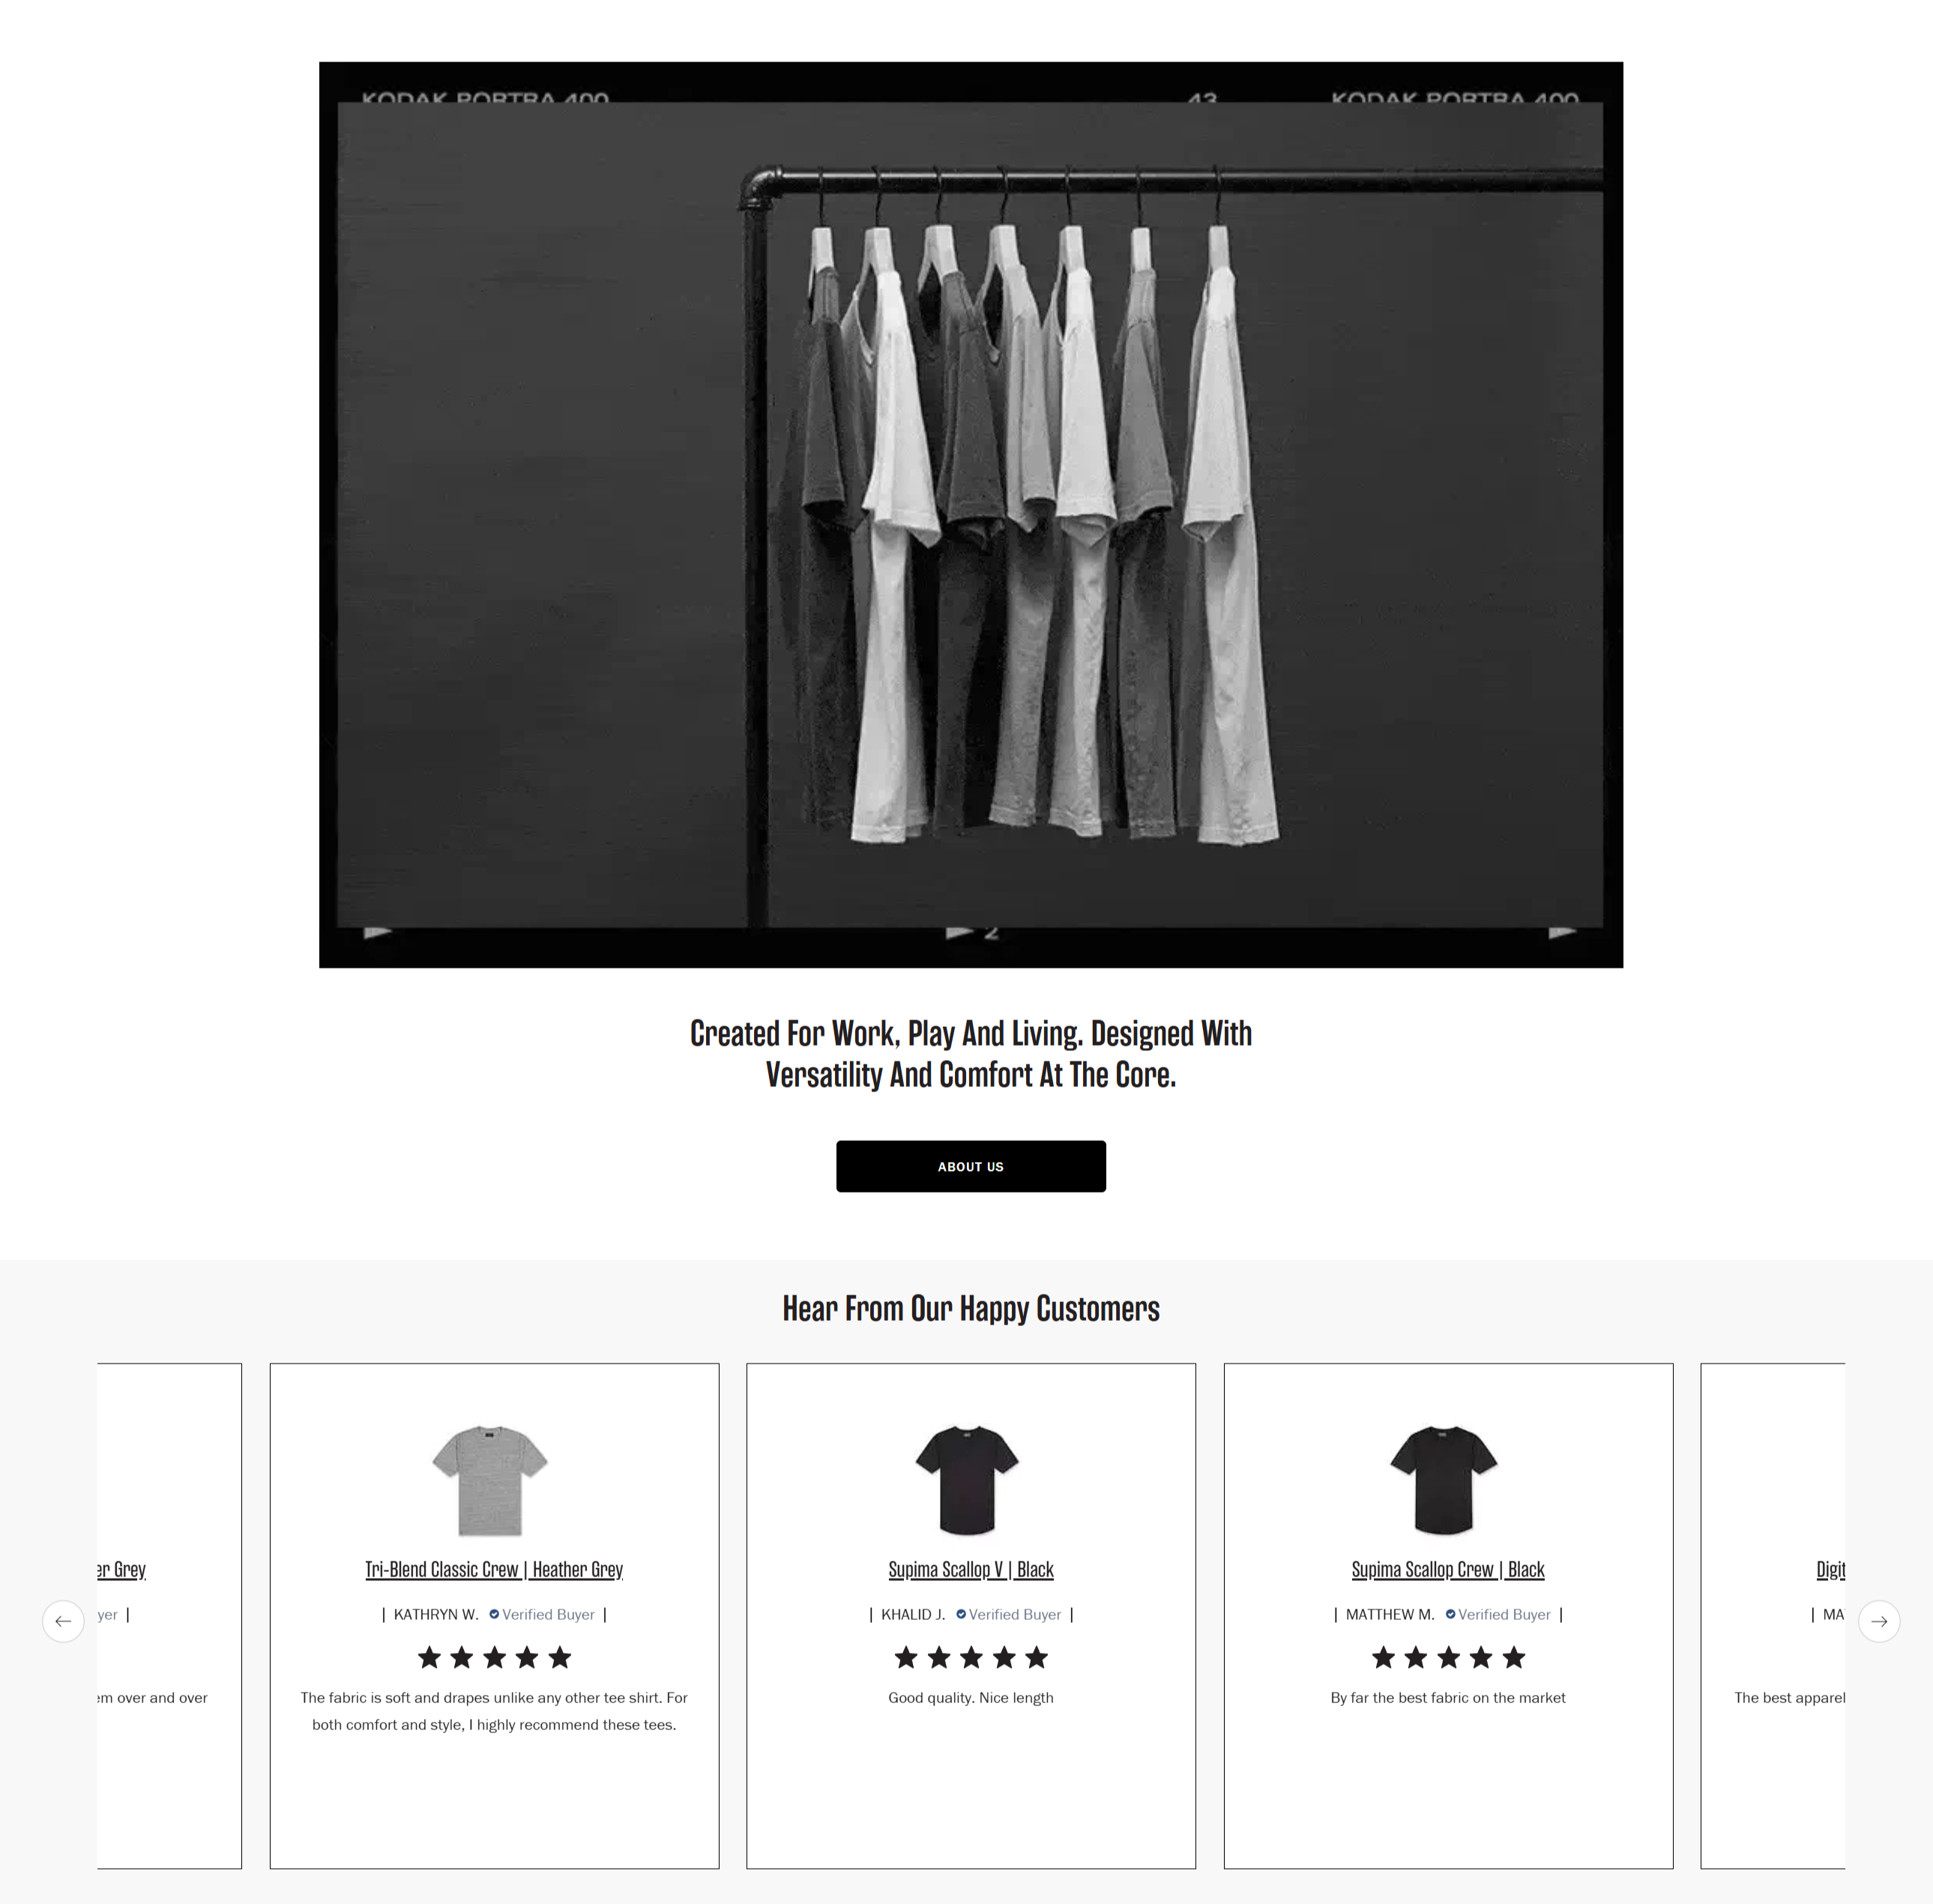 KODAK PORTRA 400 43 KODAK PORTRA 400
2
Created For Work, Play And Living. Designed With
Versatility And Comfort At The Core.
ABOUT US
Hear From Our Happy Customers
er Grey
yer |
em over and over
Tri-Blend Classic Crew | Heather Grey
| KATHRYN W. Verified Buyer |
The fabric is soft and drapes unlike any other tee shirt. For
both comfort and style, I highly recommend these tees.
Supima Scallop V | Black
| KHALID J. Verified Buyer |
Good quality. Nice length
Supima Scallop Crew | Black
| MATTHEW M. Verified Buyer |
By far the best fabric on the market
Digit
| MA
The best apparel